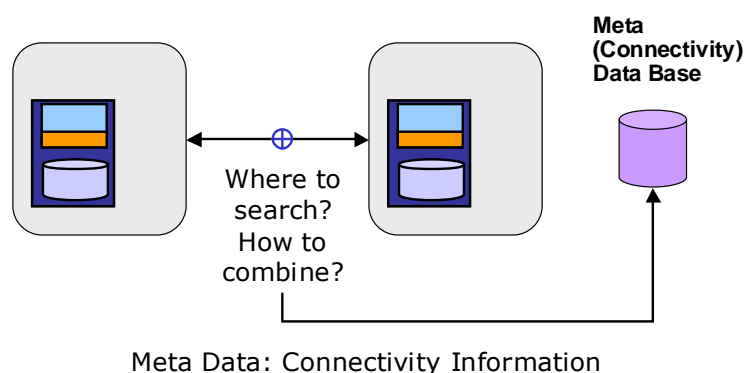 Meta
(Connectivity)
Data Base
Where to
search?
How to
combine?
Meta Data: Connectivity Information